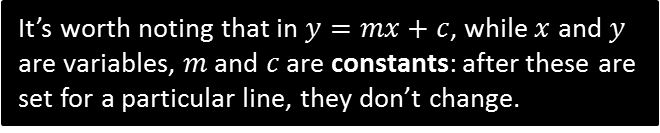 It’s worth noting that in y = mx + c, while x and y
are variables, m and c are constants: after these are
set for a particular line, they don’t change.